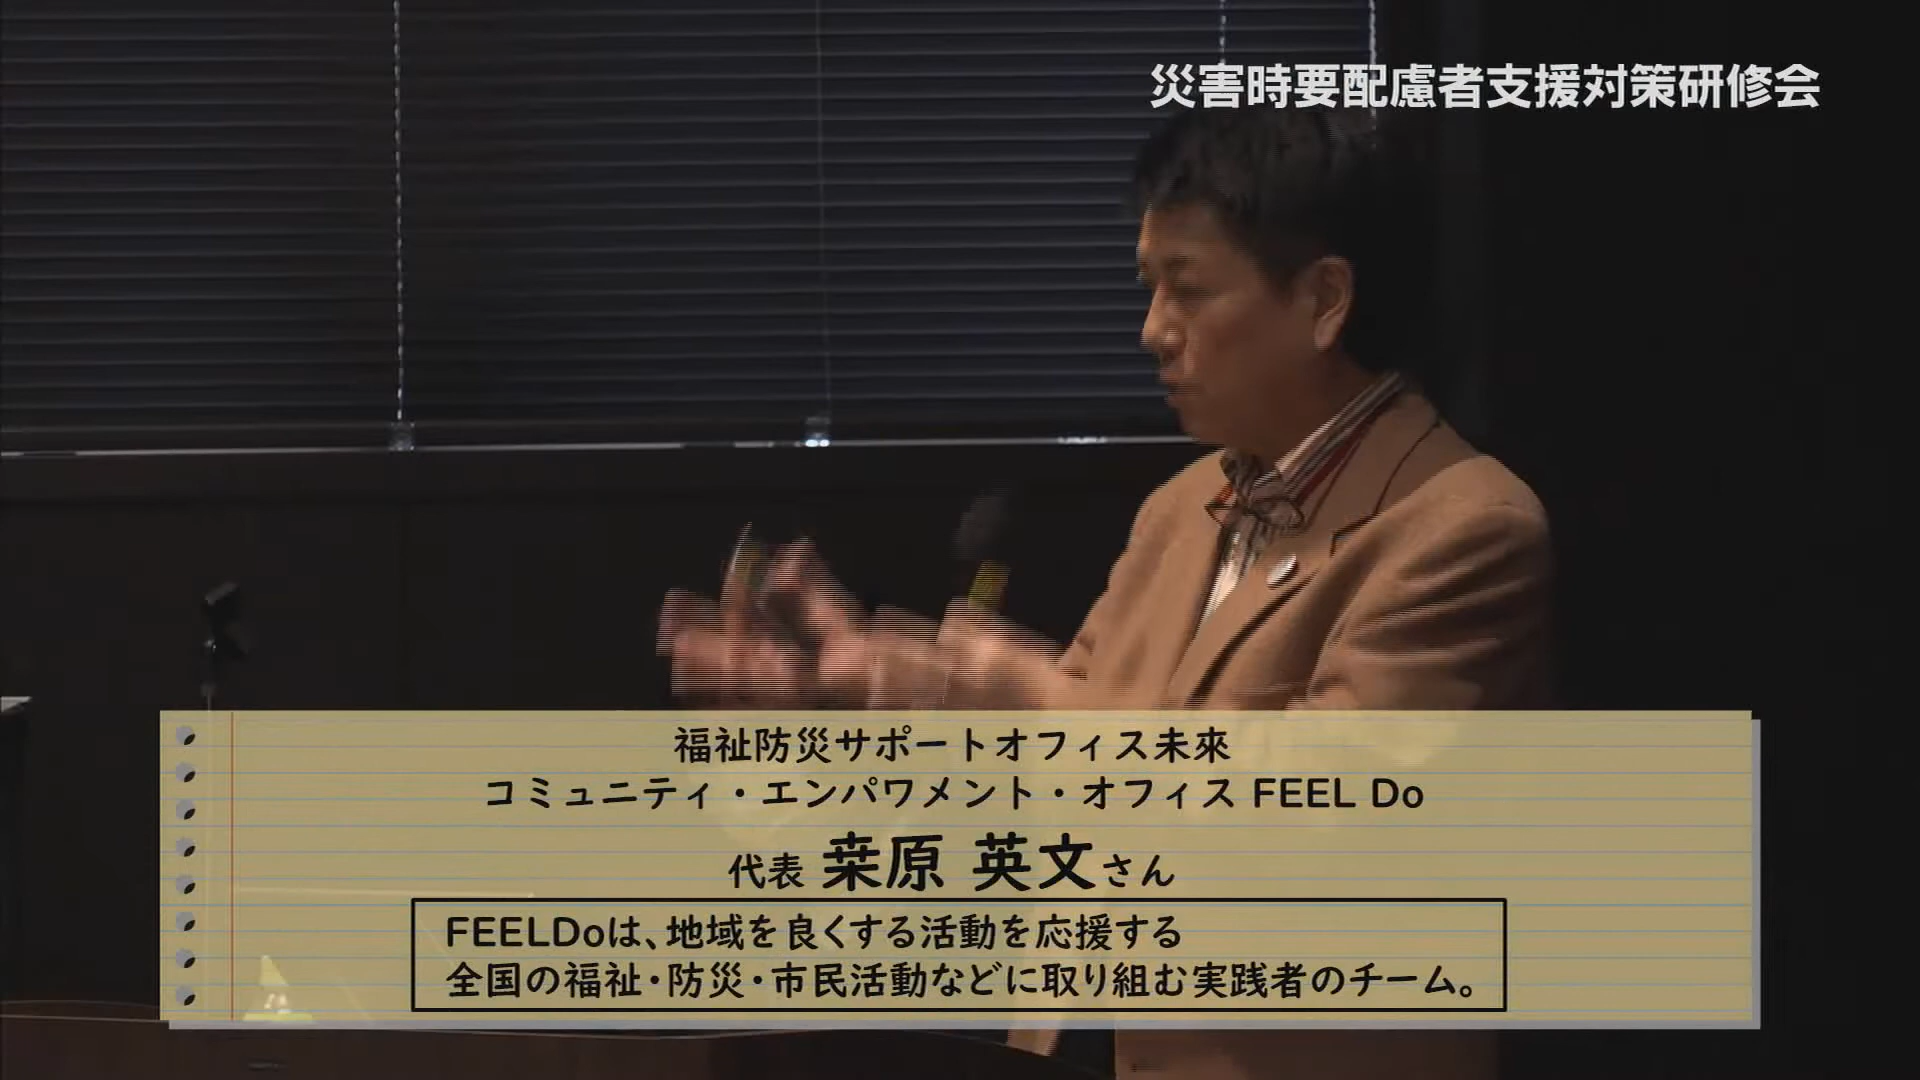 災害時要配慮者支援対策研修会
福祉防災サポートオフィス未來
コミュニティ・エンパワメント・オフィス FEEL Do
代表 桒原 英文さん
FEELDoは、地域を良くする活動を応援する
全国の福祉・防災・市民活動などに取り組む実践者のチーム。